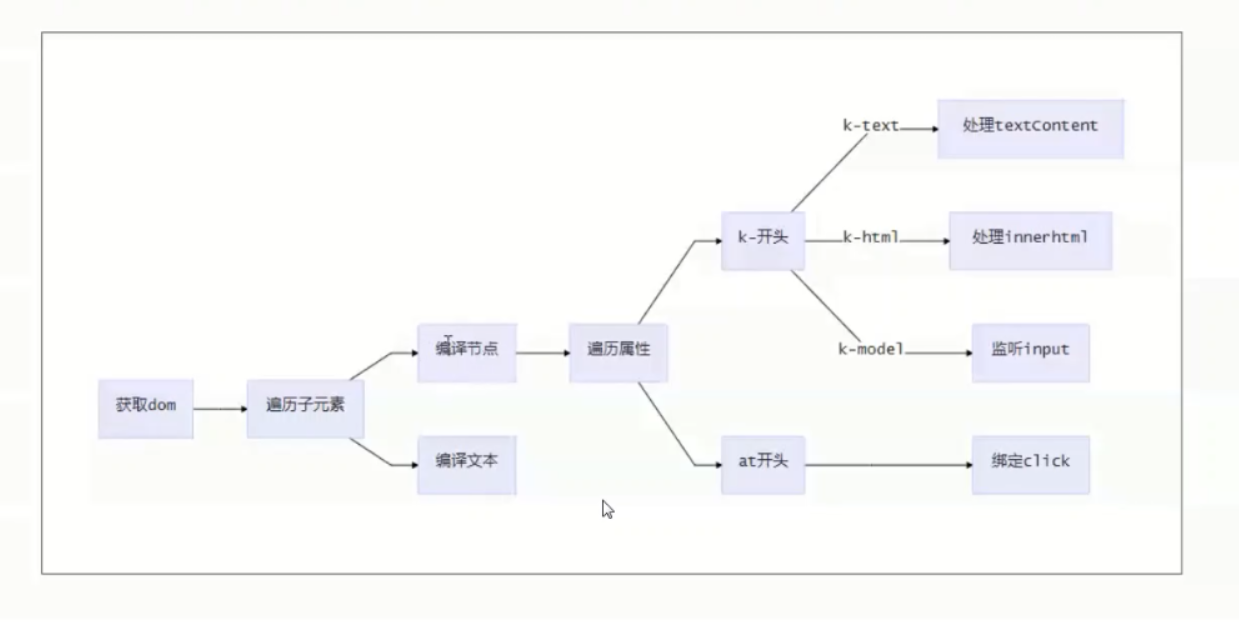 k-text
处理textContent
k-开头
k-html
处理innerhtml
编译节点
遍历属性
k-model
监听input
获取dom
遍历子元素
编译文本
at开头
绑定click